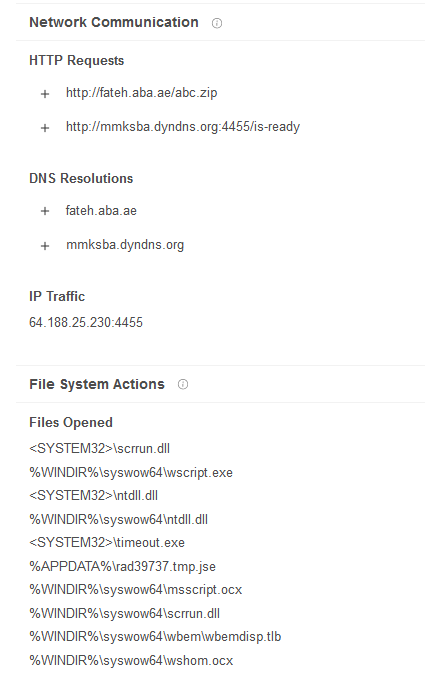 Network Communication
HTTP Requests
+ http://fateh.aba.ae/abc.zip
+ http://mmksba.dyndns.org:4455/is-ready
DNS Resolutions
+ fateh.aba.ae
+ mmksba.dyndns.org
IP Traffic
64.188.25.230:4455
File System Actions
Files Opened
<SYSTEM32>\scrrun.dll
%WINDIR%\syswow64\wscript.exe
<SYSTEM32>\ntdll.dll
%WINDIR%\syswow64\ntdll.dll
<SYSTEM32>\timeout.exe
%APPDATA%\rad39737.tmp.jse
%WINDIR%\syswow64\msscript.ocx
%WINDIR%\syswow64\scrrun.dll
%WINDIR%\syswow64\wbem\wbemdisp.tlb
%WINDIR%\syswow64\wshom.ocx